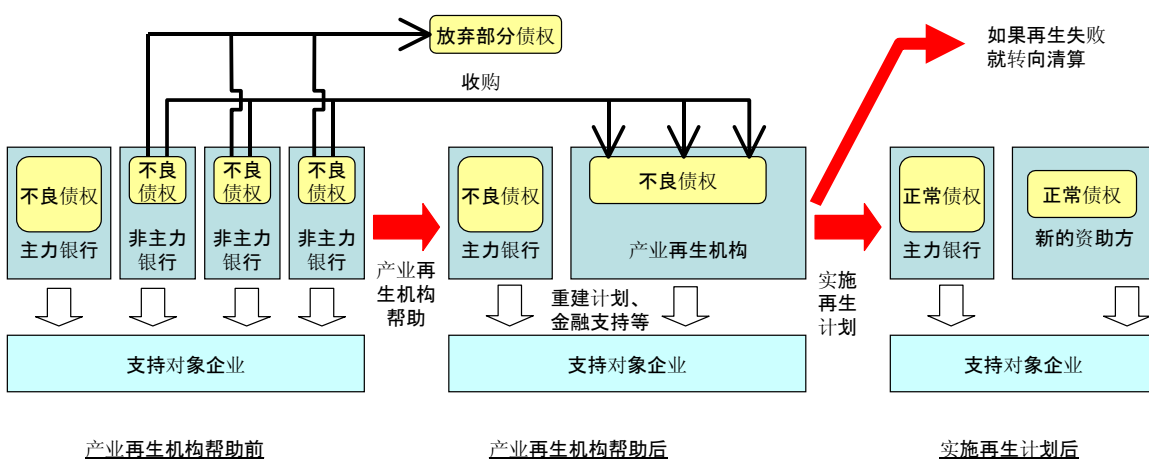 放弃部分债权
收购
如果再生失败
就转向清算
不良债权
主力银行
不良
债权
非主力
银行
不良
债权
非主力
银行
不良
债权
非主力
银行
产业再
生机构
帮助
不良债权
主力银行
不良债权
产业再生机构
重建计划、
金融支持等
实施
再生
计划
正常债权
主力银行
正常债权
新的资助方
支持对象企业
支持对象企业
支持对象企业
产业再生机构帮助前
产业再生机构帮助后
实施再生计划后